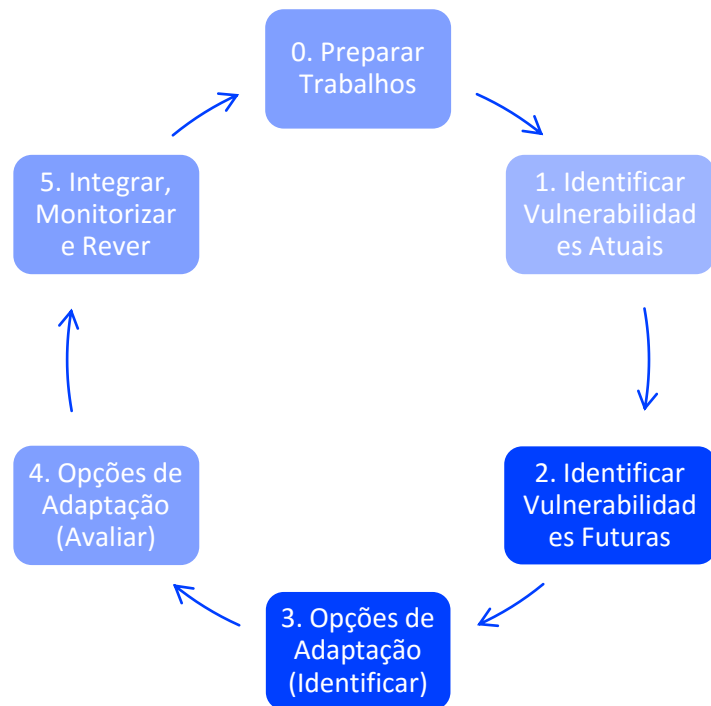 0. Preparar
Trabalhos
1. Identificar
Vulnerabilidad
es Atuais
2. Identificar
Vulnerabilidad
es Futuras
3. Opções de
Adaptação
(Identificar)
4. Opções de
Adaptação
(Avaliar)
5. Integrar,
Monitorizar
e Rever